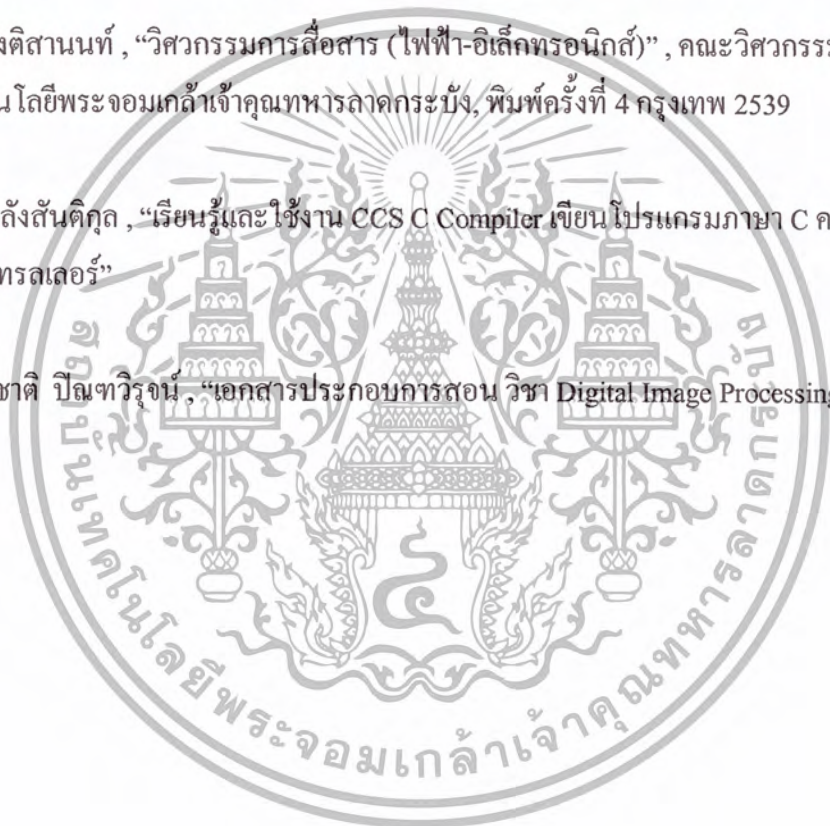 งติสานนท์ , “วิศวกรรมการสื่อสาร (ไฟฟ้า-อิเล็กทรอนิกส์)” , คณะวิศวกรร
นโลยีพระจอมเกล้าเจ้าคุณทหารลาดกระบัง, พิมพ์ครั้งที่ 4 กรุงเทพ 2539
ลังสันติกุล , “เรียนรู้และใช้งาน CCS C Compiler เขียนโปรแกรมภาษา C ค
ทรลเลอร์”
ชาติ ปัณฑวิรุจน์ , “เอกสารประกอบการสอน วิชา Digital Image Processing
สถาบันเทคโนโลยีพระจอมเกล้าเจ้าคุณทหารลาดกระบัง